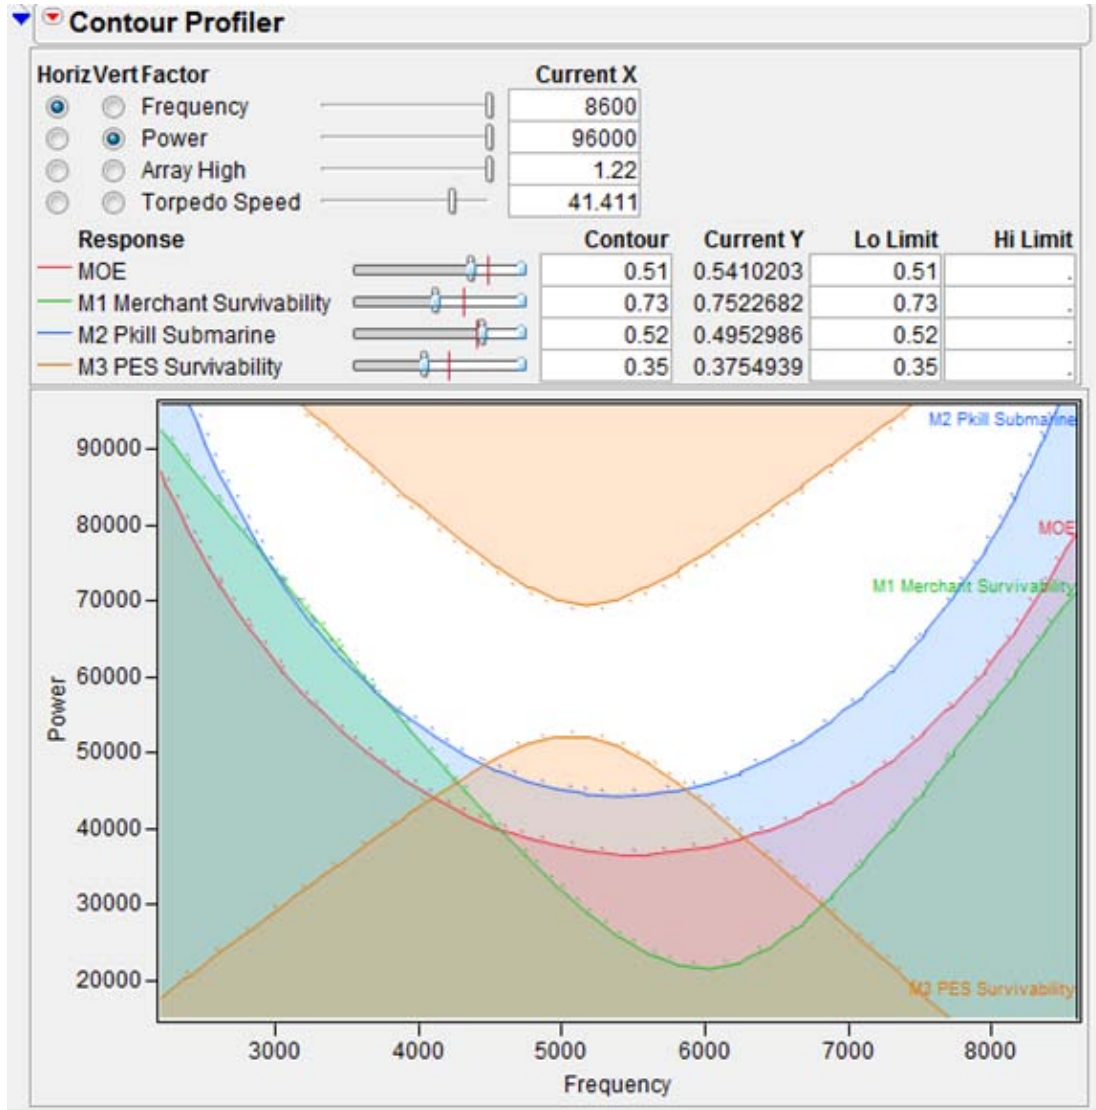 Contour Profiler
Horiz Vert Factor Current X
Frequency 8600
Power 96000
Array High 1.22
Torpedo Speed 41.411
Response Contour Current Y Lo Limit Hi Limit
MOE 0.51 0.5410203 0.51 .
M1 Merchant Survivability 0.73 0.7522682 0.73 .
M2 Pkill Submarine 0.52 0.4952986 0.52 .
M3 PES Survivability 0.35 0.3754939 0.35 .
M2 Pkill Submarine
90000
80000
MOE
M1 Merchant Survivability
70000
60000
Power
50000
40000
30000
20000
M3 PES Survivability
3000 4000 5000 6000 7000 8000
Frequency